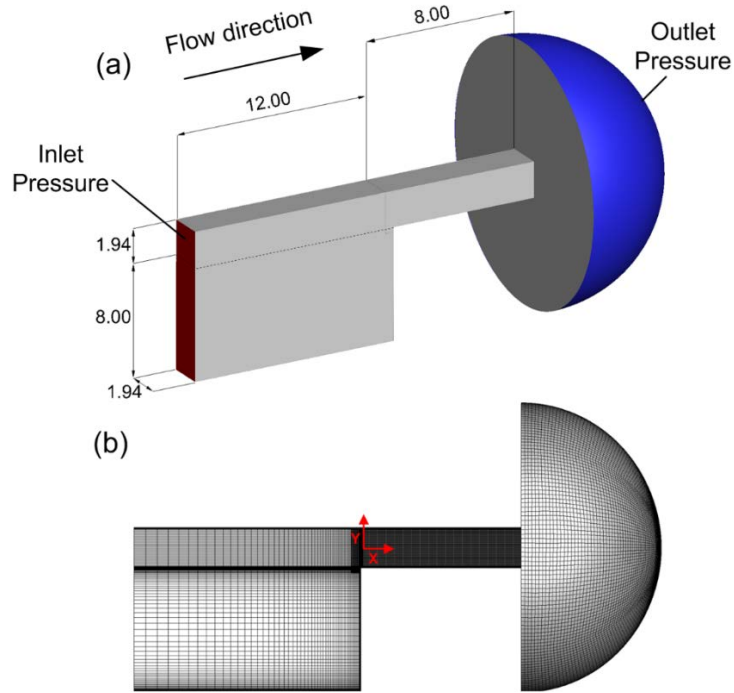 (a)
Flow direction
8.00
Outlet
Pressure
12.00
Inlet
Pressure
1.94
8.00
1.94
(b)
Y
X